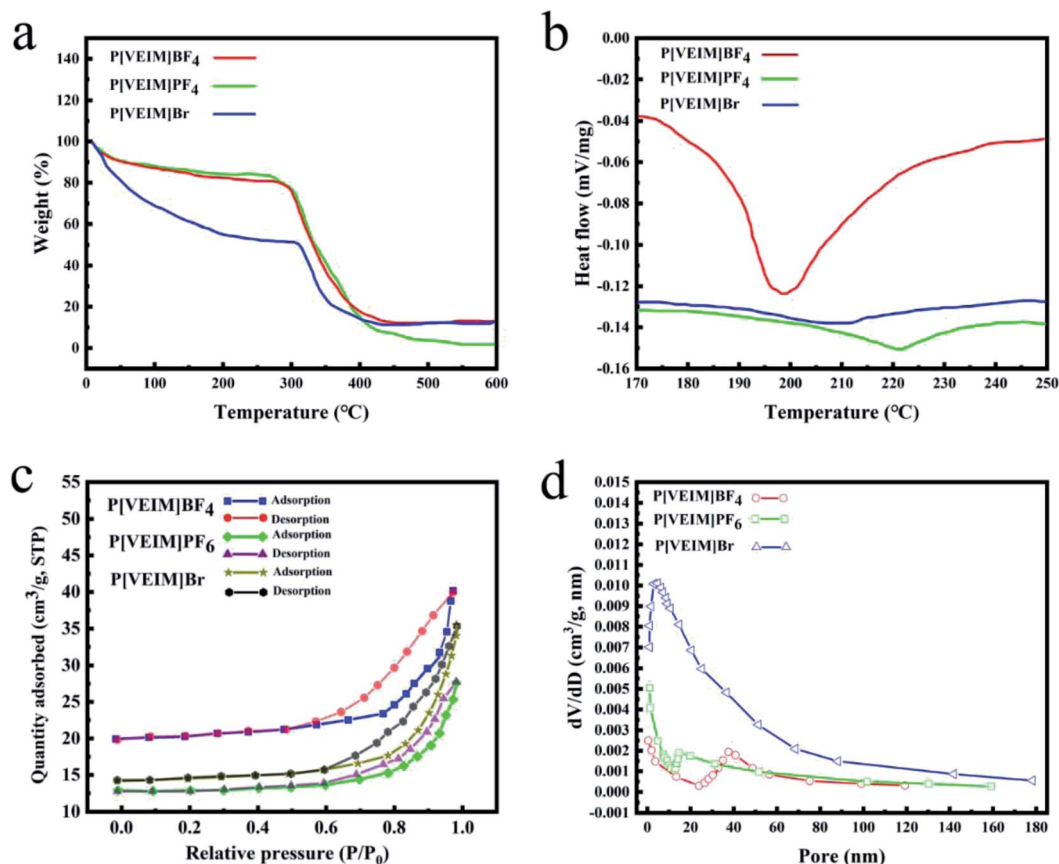 a
P[VEIM]BF4
P[VEIM]PF4
P[VEIM]Br
140
120
100
80
60
40
20
0
Weight (%)
0 100 200 300 400 500 600
Temperature (°C)
b
P[VEIM]BF4
P[VEIM]PF4
P[VEIM]Br
0.00
-0.02
-0.04
-0.06
-0.08
-0.10
-0.12
-0.14
-0.16
Heat flow (mV/mg)
170 180 190 200 210 220 230 240 250
Temperature (°C)
c
P[VEIM]BF4 Adsorption
Desorption
P[VEIM]PF6 Adsorption
Desorption
P[VEIM]Br Adsorption
Desorption
55
50
45
40
35
30
25
20
15
10
Quantity adsorbed (cm3/g, STP)
0.0 0.2 0.4 0.6 0.8 1.0
Relative pressure (P/P0)
d
P[VEIM]BF4
P[VEIM]PF6
P[VEIM]Br
0.015
0.015
0.014
0.013
0.012
0.011
0.010
0.009
0.008
0.007
0.006
0.005
0.004
0.003
0.002
0.001
0.000
-0.001
dV/dD (cm3/g, nm)
0 20 40 60 80 100 120 140 160 180
Pore (nm)